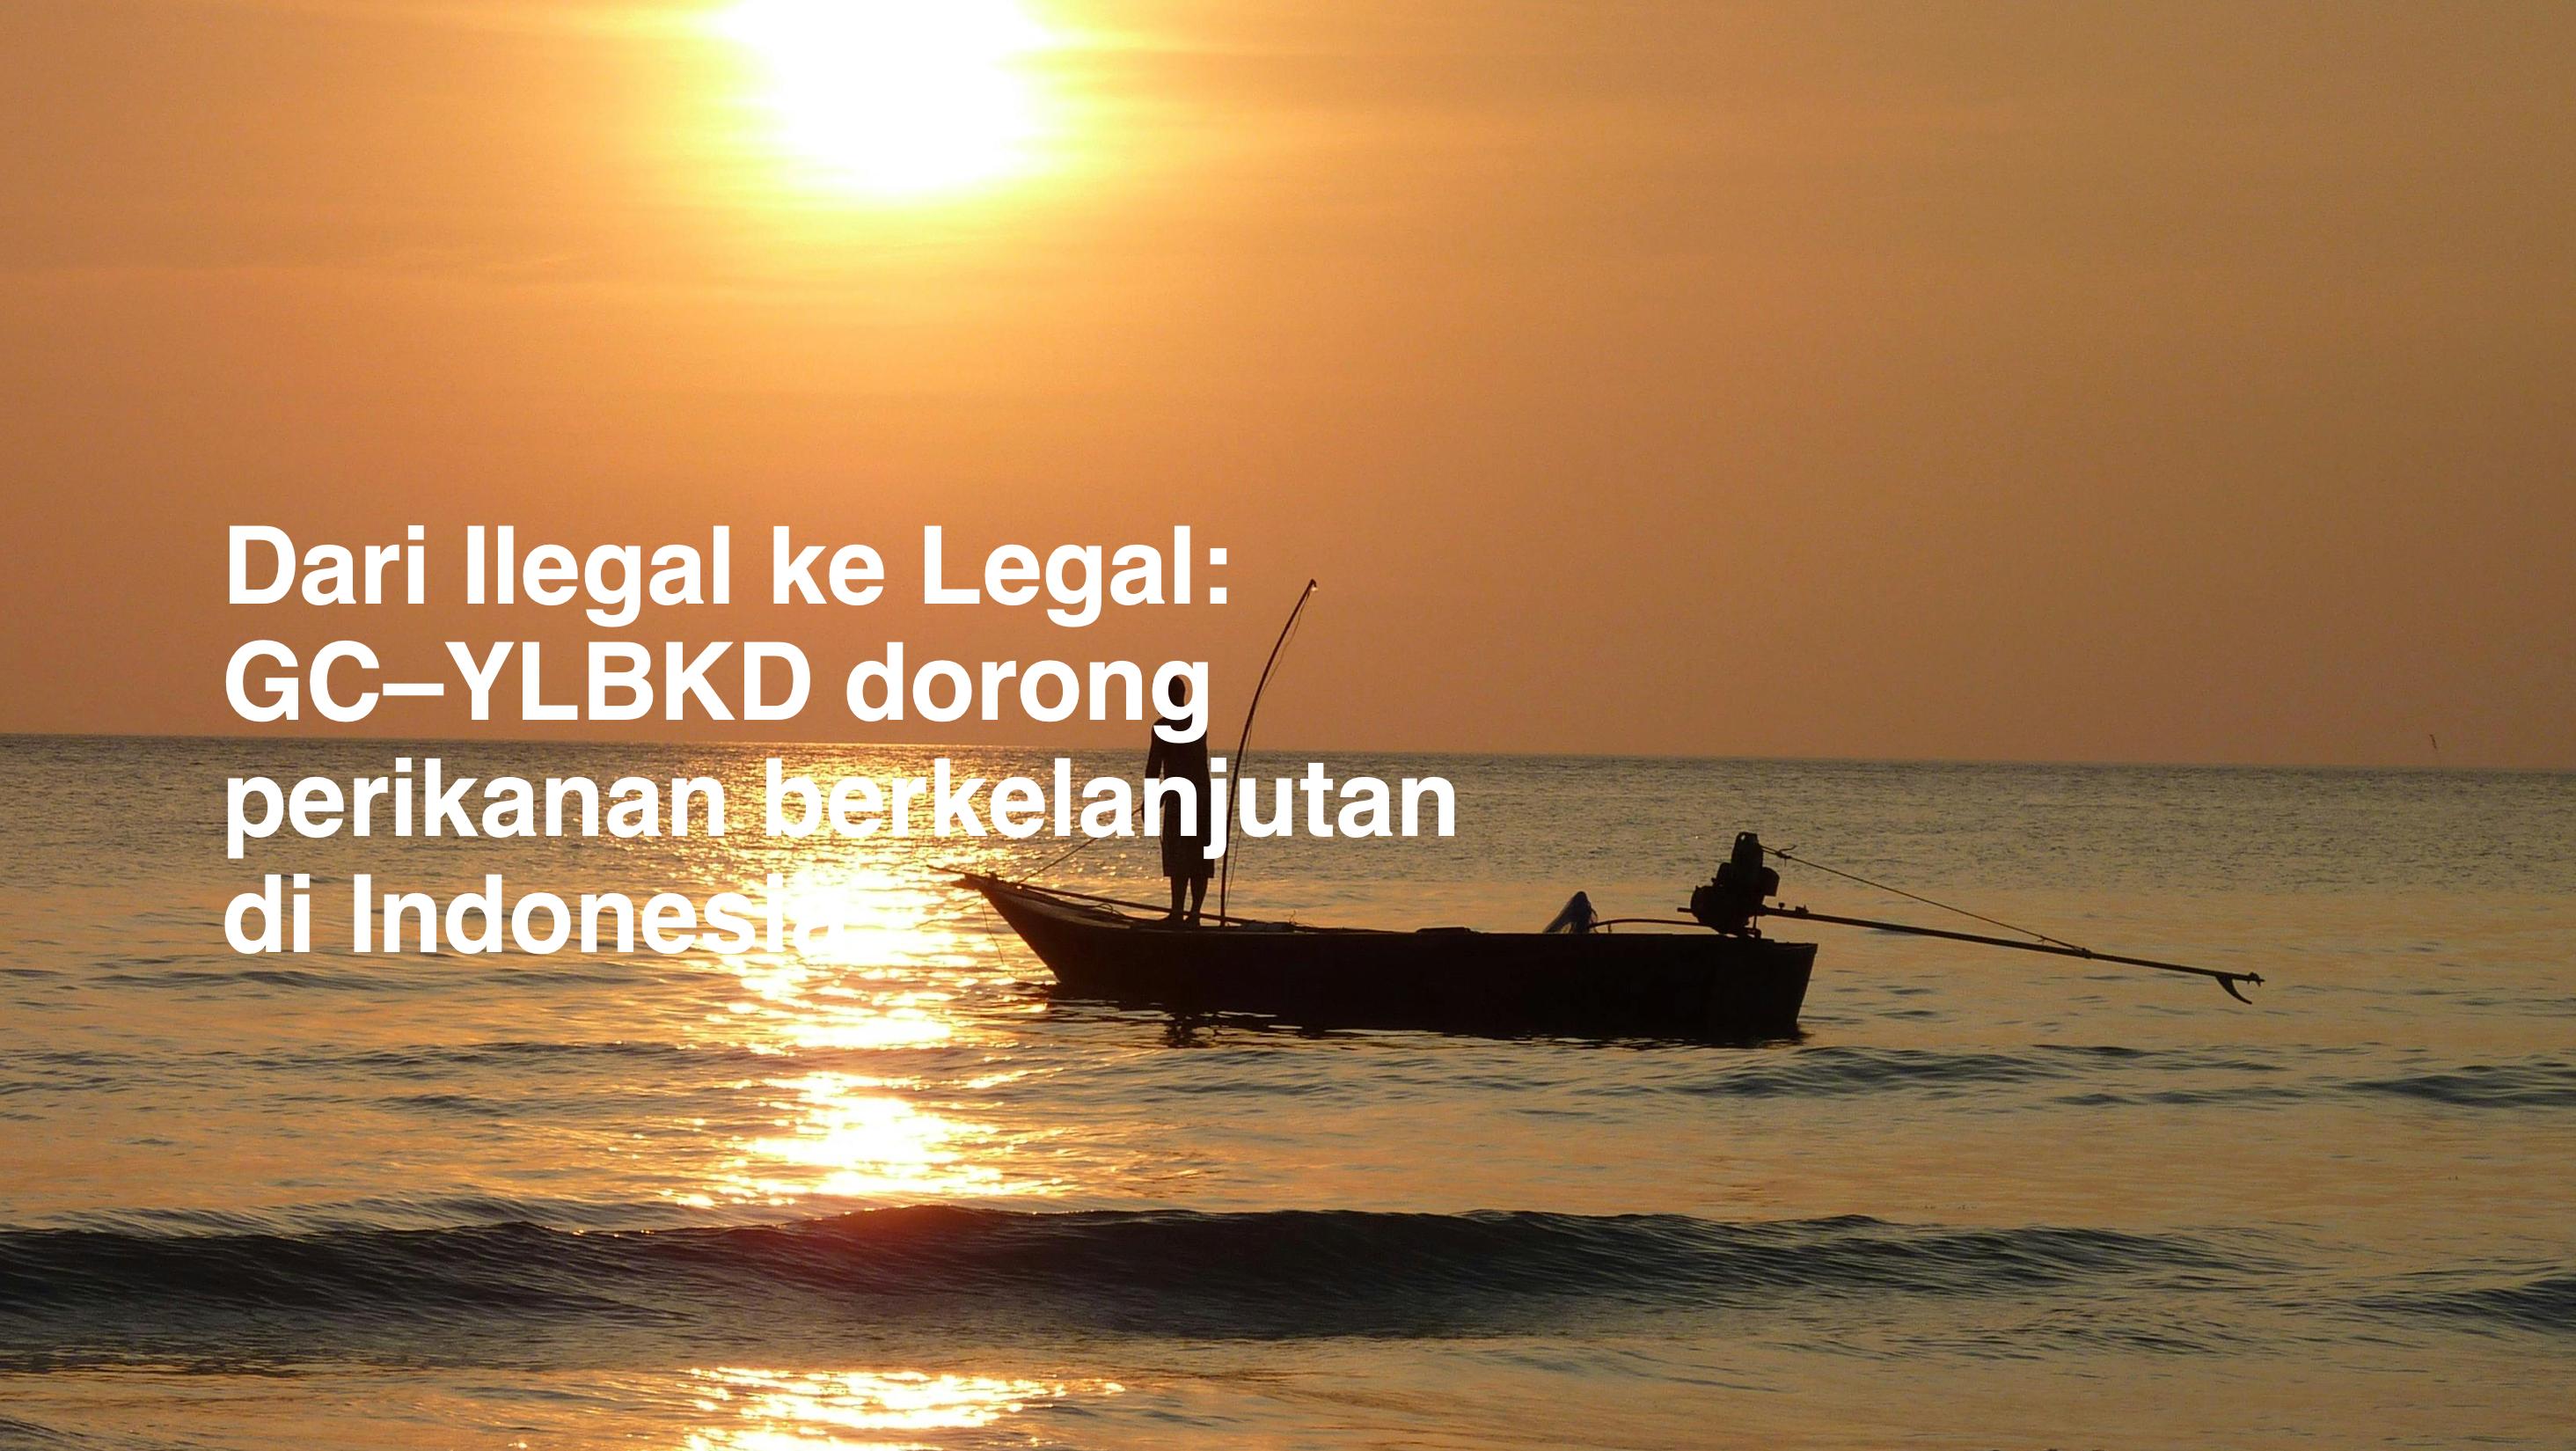 Dari Ilegal ke Legal:
GC–YLBKD dorong
perikanan berkelanjutan
di Indonesia